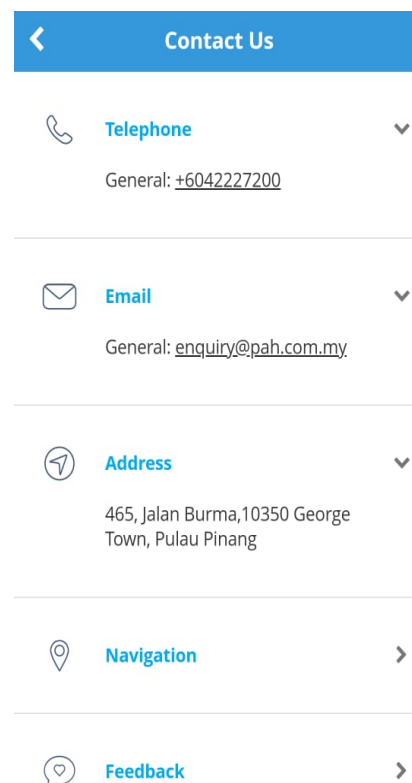 Contact Us
Telephone
General: +6042227200
Email
General: enquiry@pah.com.my
Address
465, Jalan Burma,10350 George
Town, Pulau Pinang
Navigation
Feedback